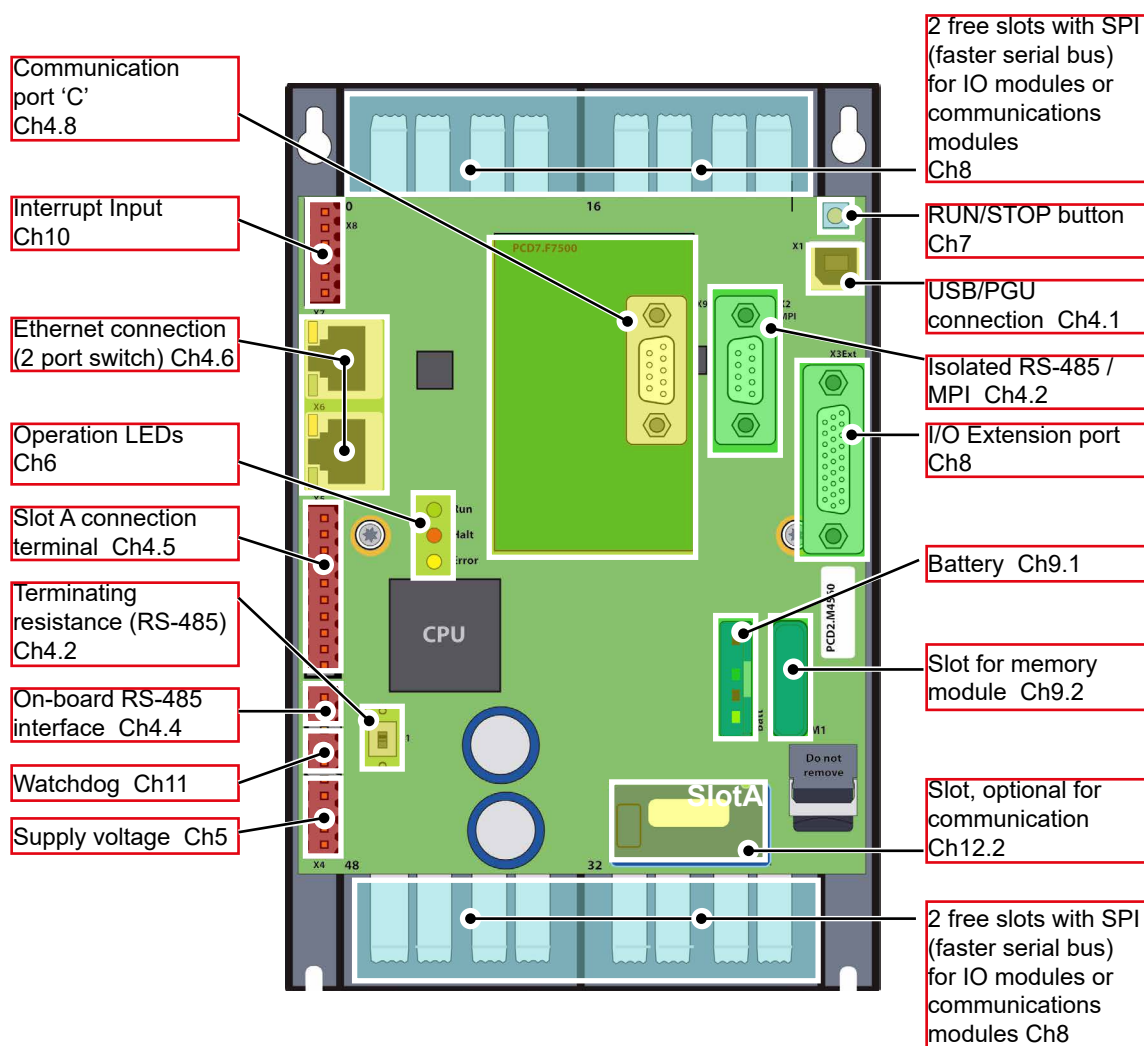 Communication
port ‘C’
Ch4.8
Interrupt Input
Ch10
Ethernet connection
(2 port switch) Ch4.6
Operation LEDs
Ch6
Slot A connection
terminal Ch4.5
Terminating
resistance (RS-485)
Ch4.2
On-board RS-485
interface Ch4.4
Watchdog Ch11
Supply voltage Ch5
0
16
X8
X7
X6
X5
PCD7.F7500
X9
X2
MPI
X1
X3Ext
Run
Halt
Error
CPU
1
PCD2.M4560
Batt
M1
Do not
remove
SlotA
X4
48
32
2 free slots with SPI
(faster serial bus)
for IO modules or
communications
modules
Ch8
RUN/STOP button
Ch7
USB/PGU
connection Ch4.1
Isolated RS-485 /
MPI Ch4.2
I/O Extension port
Ch8
Battery Ch9.1
Slot for memory
module Ch9.2
Slot, optional for
communication
Ch12.2
2 free slots with SPI
(faster serial bus)
for IO modules or
communications
modules Ch8